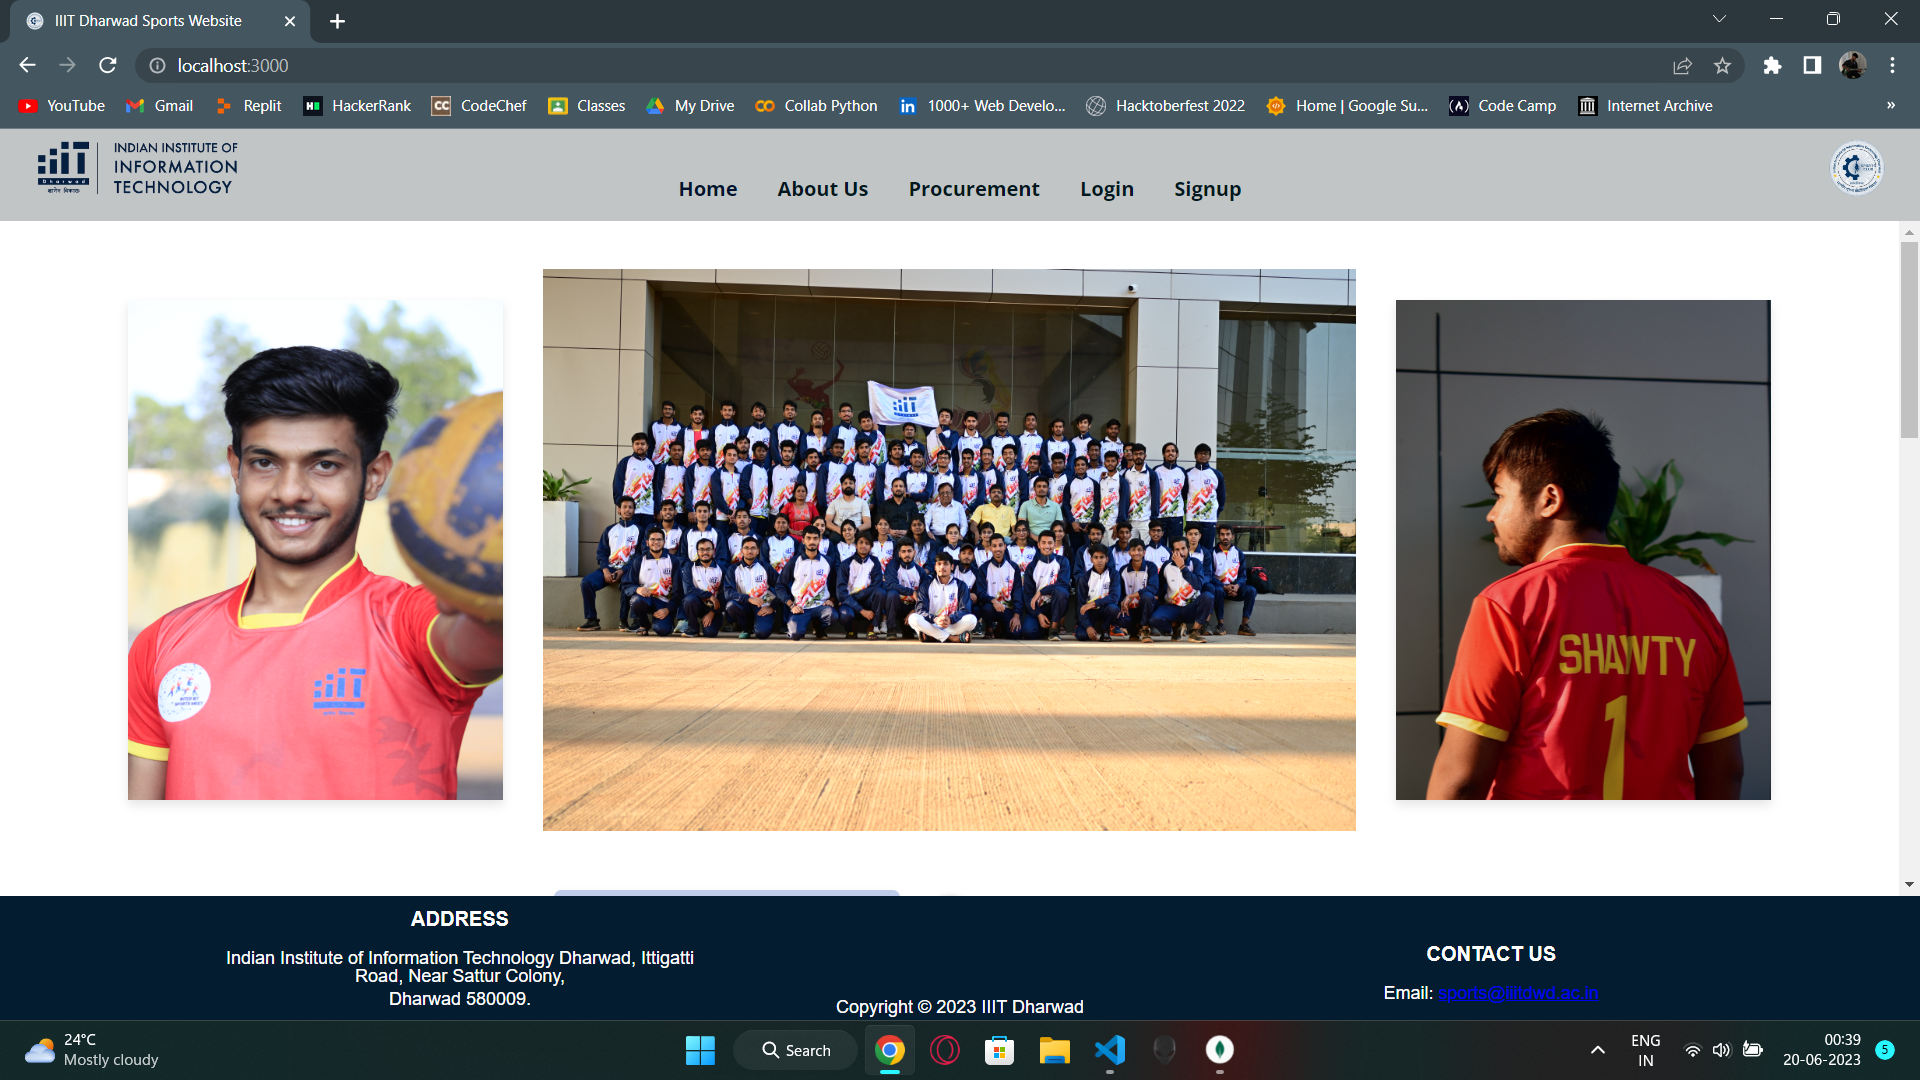 IIIT Dharwad Sports Website
localhost:3000
YouTube Gmail Replit HackerRank CodeChef Classes My Drive Collab Python 1000+ Web Develo... Hacktoberfest 2022 Home | Google Su... Code Camp Internet Archive »
IIIT
Dharwad
INDIAN INSTITUTE OF
INFORMATION
TECHNOLOGY
Home About Us Procurement Login Signup
SHAWTY
1
ADDRESS
Indian Institute of Information Technology Dharwad, Ittigatti
Road, Near Sattur Colony,
Dharwad 580009.
Copyright © 2023 IIIT Dharwad
CONTACT US
Email: sports@iiitdwd.ac.in
24°C
Mostly cloudy
Search
ENG
IN
00:39
20-06-2023
5